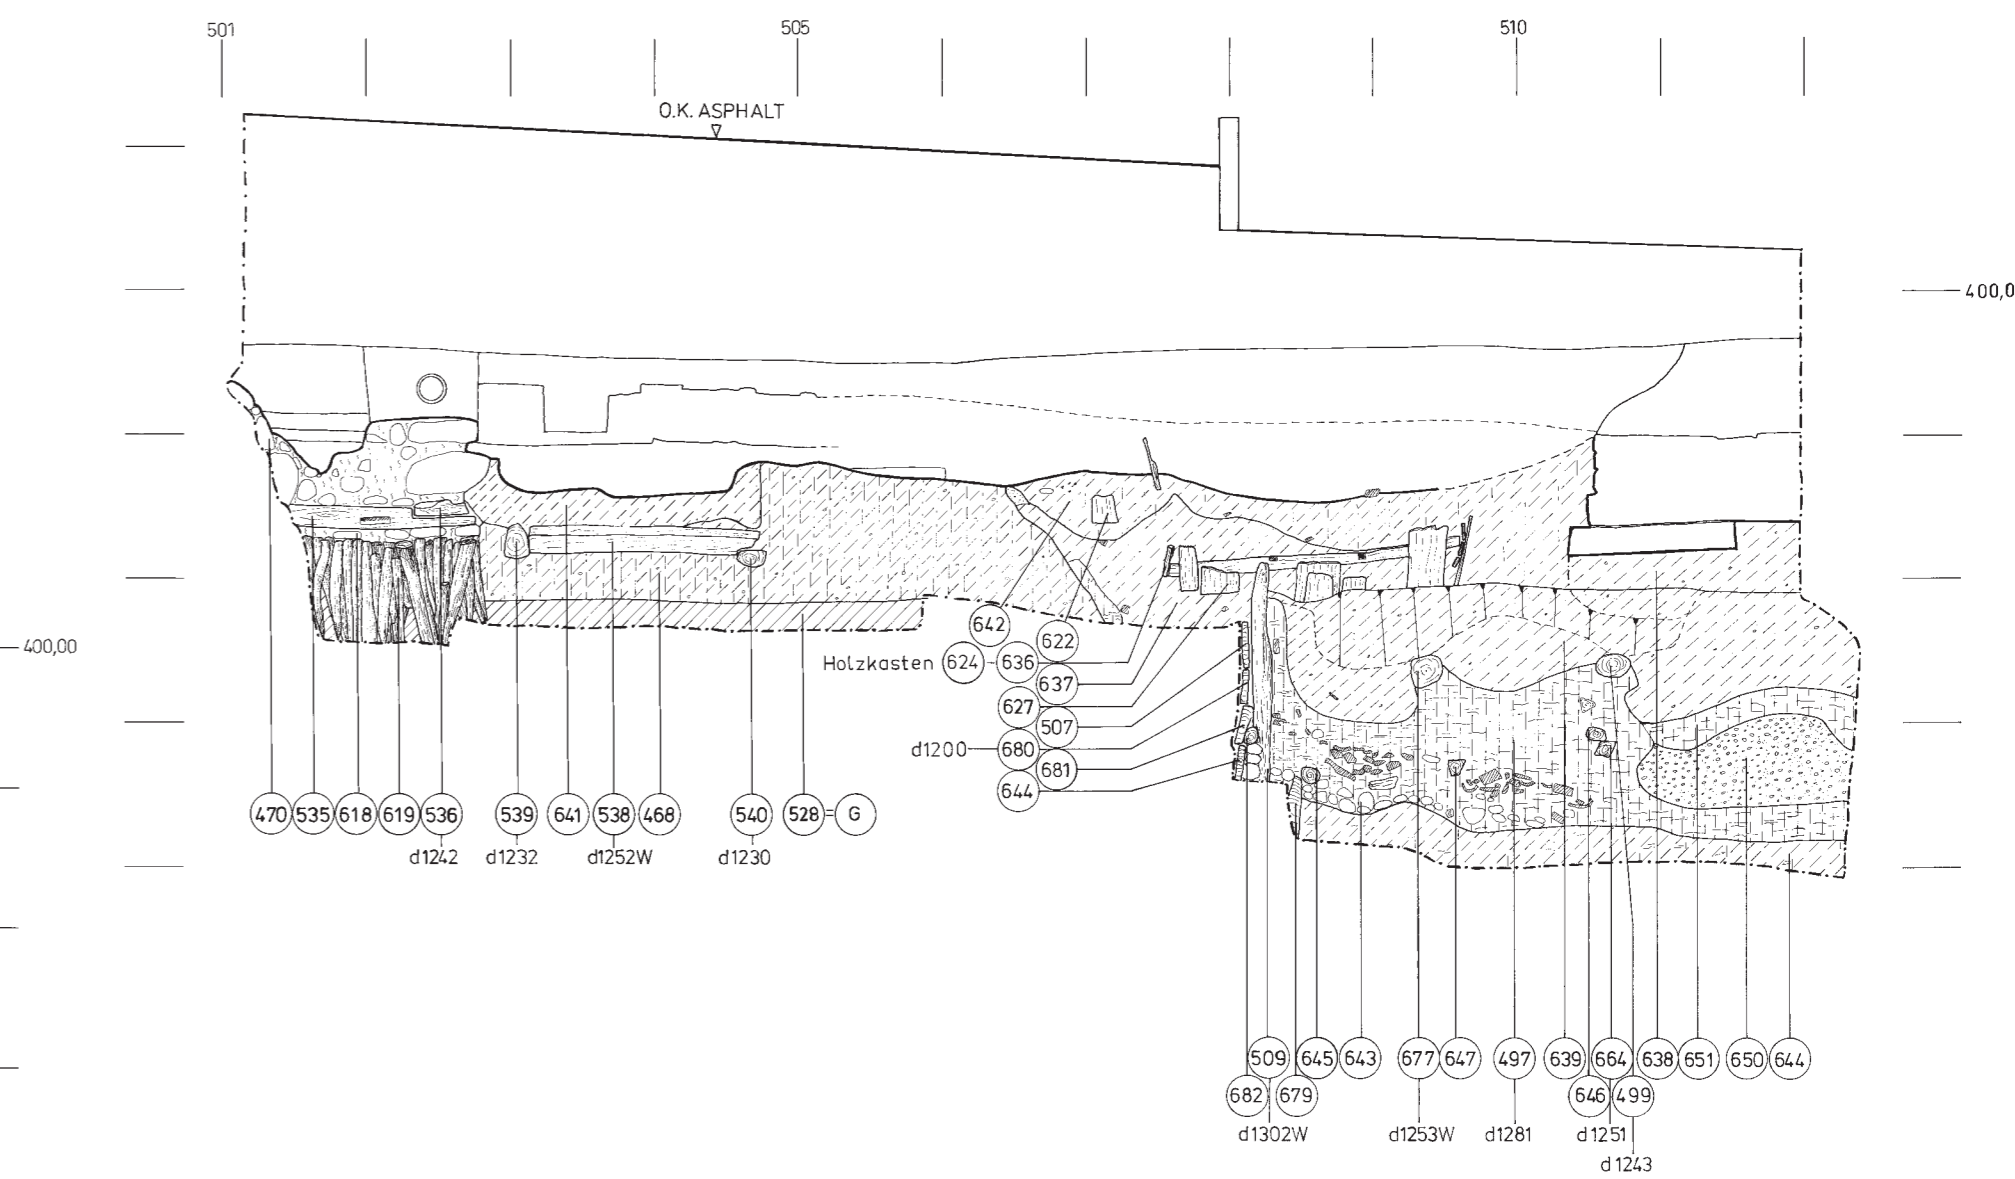 501 505 510
O.K. ASPHALT
400,0
400,00
642
622
Holzkasten 624 - 636
637
627
507
d1200 680
681
644
470 535 618 619 536 539 641 538 468 540 528 = G
d1242 d1232 d1252W d1230
509 645 643 677 647 497 639 664 638 651 650 644
682 679 646 499
d1302W d1253W d1281 d1251
d1243